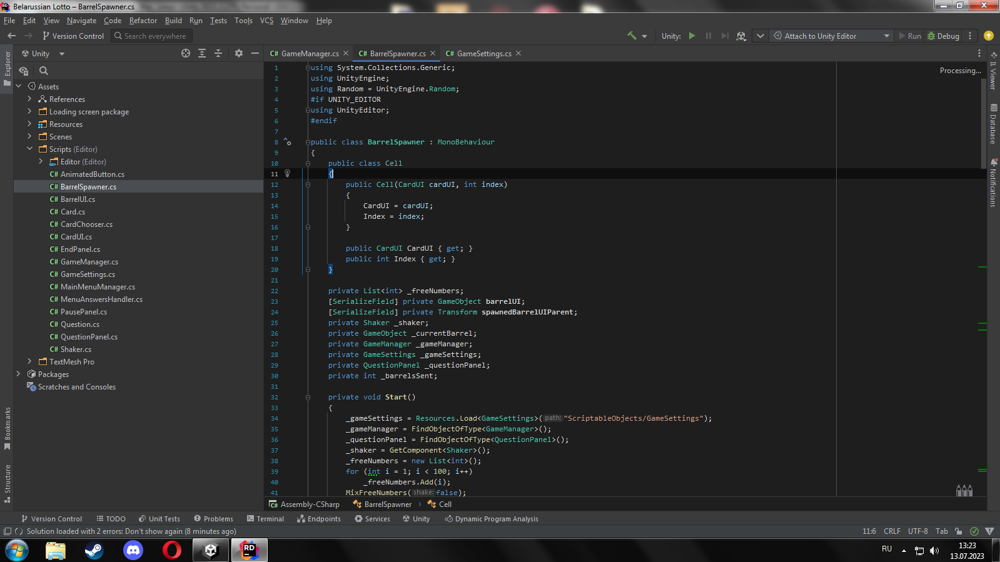 Belarussian Lotto – BarrelSpawner.cs
File Edit View Navigate Code Refactor Build Run Tests Tools VCS Window Help
Version Control Search everywhere Unity: Attach to Unity Editor Run Debug
Explorer
Unity
GameManager.cs BarrelSpawner.cs GameSettings.cs
Processing...
Assets
References
Loading screen package
Resources
Scenes
Scripts (Editor)
Editor (Editor)
C# AnimatedButton.cs
C# BarrelSpawner.cs
C# BarrelUI.cs
C# Card.cs
C# CardChooser.cs
C# CardUI.cs
C# EndPanel.cs
C# GameManager.cs
C# GameSettings.cs
C# MainMenuManager.cs
C# MenuAnswersHandler.cs
C# PausePanel.cs
C# Question.cs
C# QuestionPanel.cs
C# Shaker.cs
TextMesh Pro
Packages
Scratches and Consoles
Bookmarks
Structure
1 using System.Collections.Generic;
2 using UnityEngine;
3 using Random = UnityEngine.Random;
4 #if UNITY_EDITOR
5 using UnityEditor;
6 #endif
7
8 public class BarrelSpawner : MonoBehaviour
9 {
10 public class Cell
11 {
12 public Cell(CardUI cardUI, int index)
13 {
14 CardUI = cardUI;
15 Index = index;
16 }
17
18 public CardUI CardUI { get; }
19 public int Index { get; }
20 }
21
22 private List<int> _freeNumbers;
23 [SerializeField] private GameObject barrelUI;
24 [SerializeField] private Transform spawnedBarrelUIParent;
25 private Shaker _shaker;
26 private GameObject _currentBarrel;
27 private GameManager _gameManager;
28 private GameSettings _gameSettings;
29 private QuestionPanel _questionPanel;
30 private int _barrelsSent;
31
32 private void Start()
33 {
34 _gameSettings = Resources.Load<GameSettings>( path: "ScriptableObjects/GameSettings");
35 _gameManager = FindObjectOfType<GameManager>();
36 _questionPanel = FindObjectOfType<QuestionPanel>();
37 _shaker = GetComponent<Shaker>();
38 _freeNumbers = new List<int>();
39 for (int i = 1; i < 100; i++)
40 _freeNumbers.Add(i);
41 MixFreeNumbers( shake: false);
IL Viewer
Database
Notifications
Assembly-CSharp BarrelSpawner › Cell
Version Control TODO Unit Tests Problems Terminal Endpoints Services Unity Dynamic Program Analysis
Solution loaded with 2 errors: Don't show again (8 minutes ago) 11:6 CRLF UTF-8 Tab
RD
RU
13:23
13.07.2023